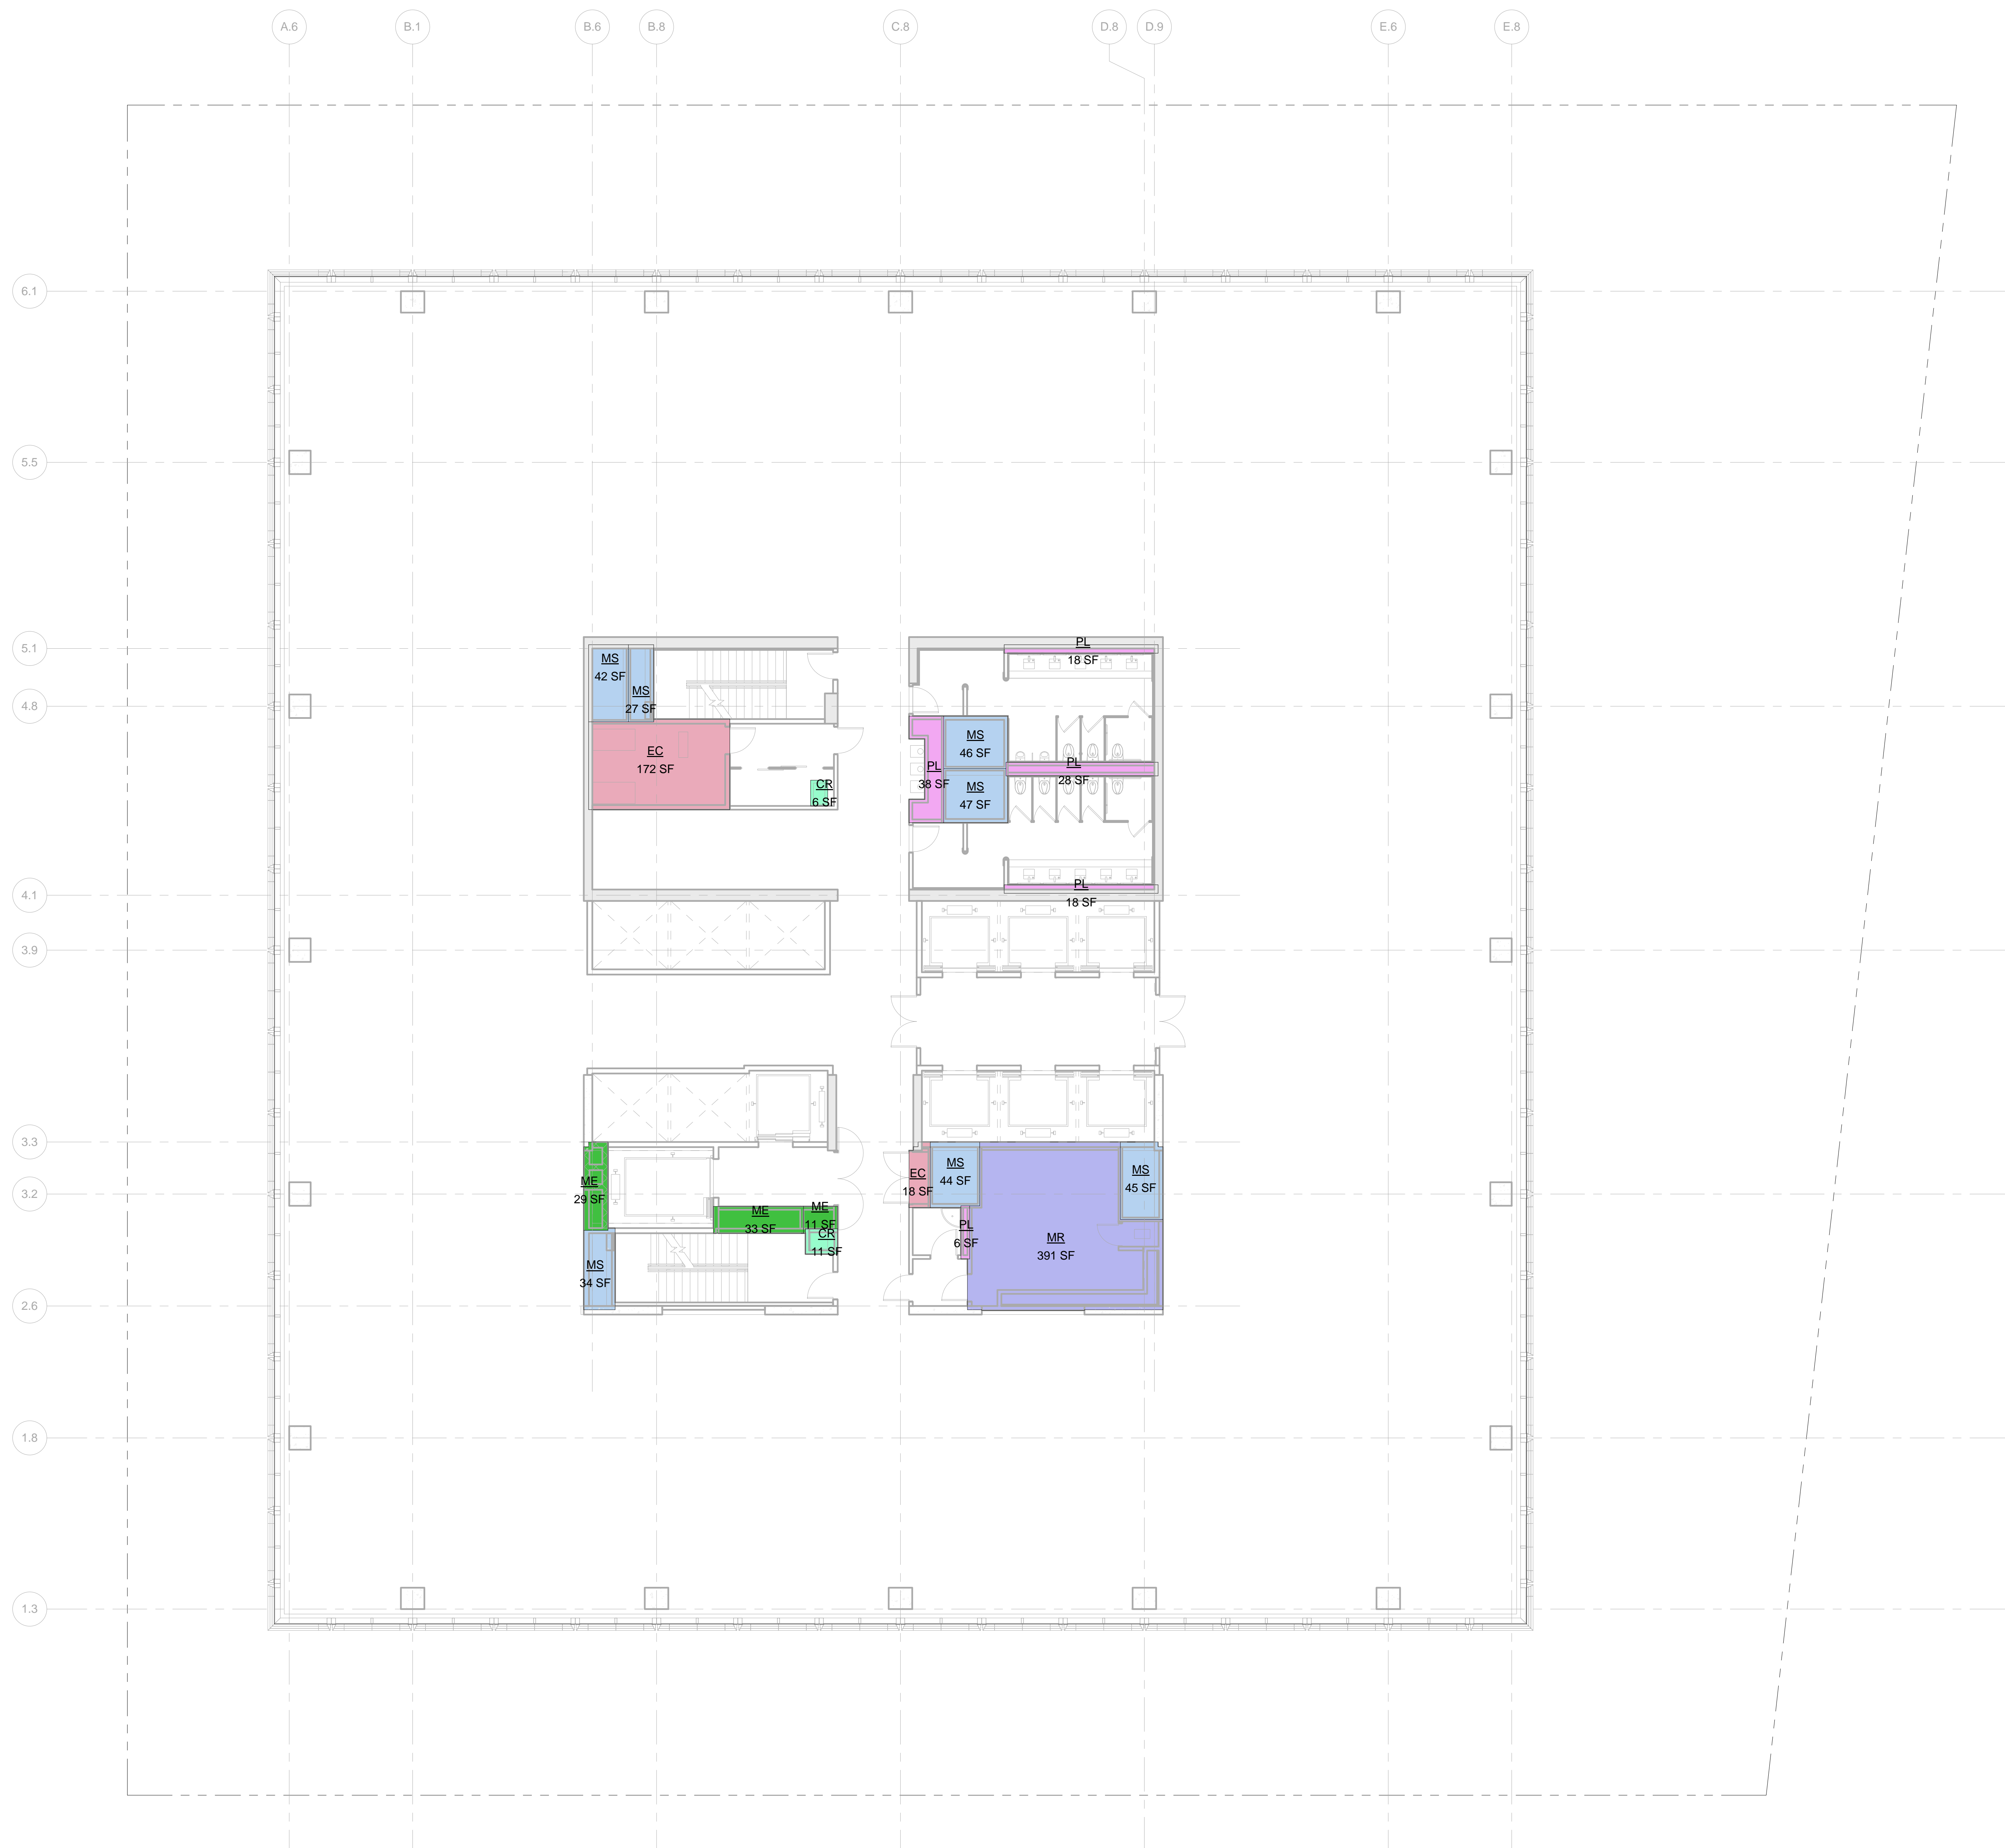 A.6
B.1
B.6
B.8
C.8
D.8
D.9
E.6
E.8
6.1
5.5
5.1
4.8
4.1
3.9
3.3
3.2
2.6
1.8
1.3
MS
42 SF
MS
27 SF
EC
172 SF
CR
6 SF
PL
18 SF
MS
46 SF
PL
38 SF
PL
28 SF
MS
47 SF
PL
18 SF
ME
29 SF
ME
33 SF
ME
11 SF
CR
11 SF
MS
34 SF
EC
18 SF
MS
44 SF
MS
45 SF
PL
6 SF
MR
391 SF